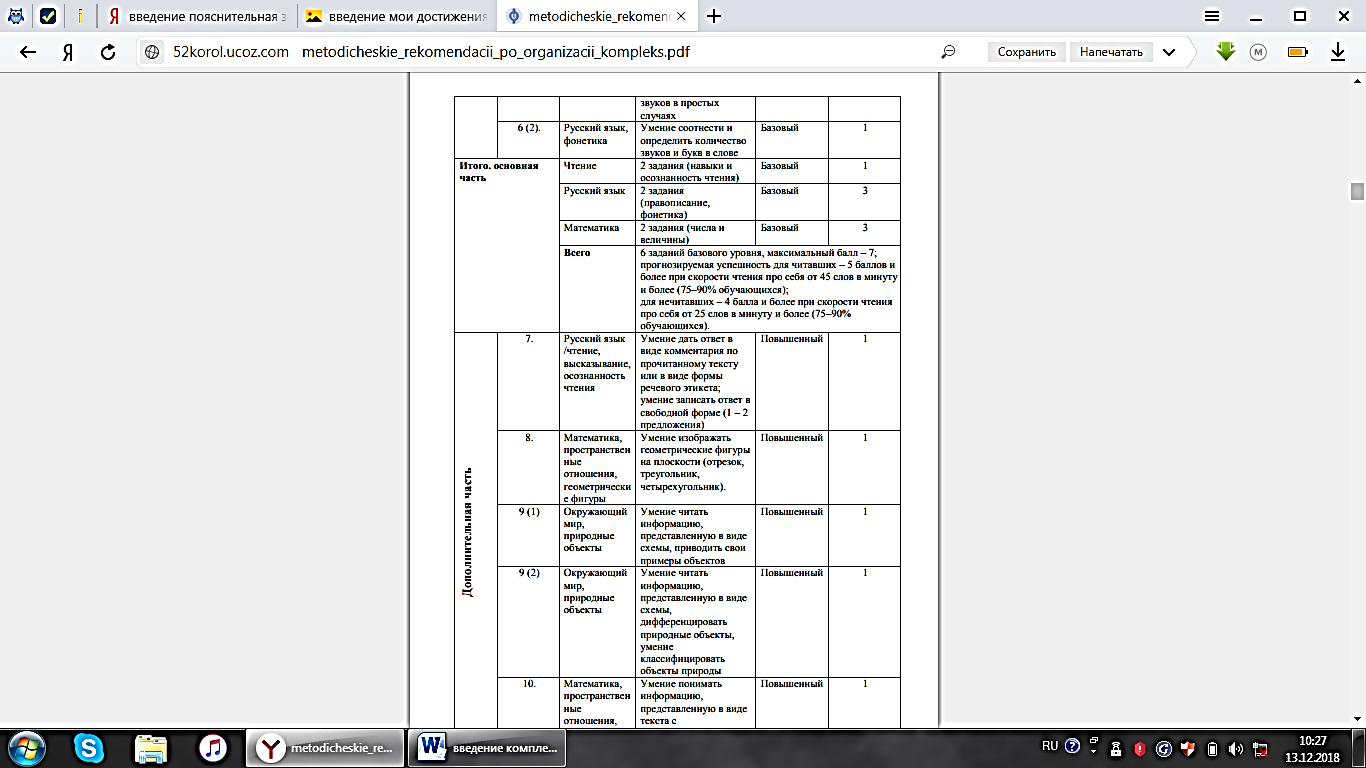 введение пояснительная з
введение мои достижения
metodicheskie_rekomen
52korol.ucoz.com metodicheskie_rekomendacii_po_organizacii_kompleks.pdf
Сохранить
Напечатать
звуков в простых
случаях
6 (2).
Русский язык,
фонетика
Умение соотнести и
определить количество
звуков и букв в слове
Базовый
1
Итого. основная
часть
Чтение
2 задания (навыки и
осознанность чтения)
Базовый
1
Русский язык
2 задания
(правописание,
фонетика)
Базовый
3
Математика
2 задания (числа и
величины)
Базовый
3
Всего
6 заданий базового уровня, максимальный балл – 7;
прогнозируемая успешность для читавших – 5 баллов и
более при скорости чтения про себя от 45 слов в минуту
и более (75–90% обучающихся);
для нечитавших – 4 балла и более при скорости чтения
про себя от 25 слов в минуту и более (75–90%
обучающихся).
Дополнительная часть
7.
Русский язык
/чтение,
высказывание,
осознанность
чтения
Умение дать ответ в
виде комментария по
прочитанному тексту
или в виде формы
речевого этикета;
умение записать ответ в
свободной форме (1 – 2
предложения)
Повышенный
1
8.
Математика,
пространствен
ные
отношения,
геометрически
е фигуры
Умение изображать
геометрические фигуры
на плоскости (отрезок,
треугольник,
четырехугольник).
Повышенный
1
9 (1)
Окружающий
мир,
природные
объекты
Умение читать
информацию,
представленную в виде
схемы, приводить свои
примеры объектов
Повышенный
1
9 (2)
Окружающий
мир,
природные
объекты
Умение читать
информацию,
представленную в виде
схемы,
дифференцировать
природные объекты,
умение
классифицировать
объекты природы
Повышенный
1
10.
Математика,
пространствен
ные
отношения,
Умение понимать
информацию,
представленную в виде
текста с
Повышенный
1
metodicheskie_re...
введение компле...
RU
10:27
13.12.2018